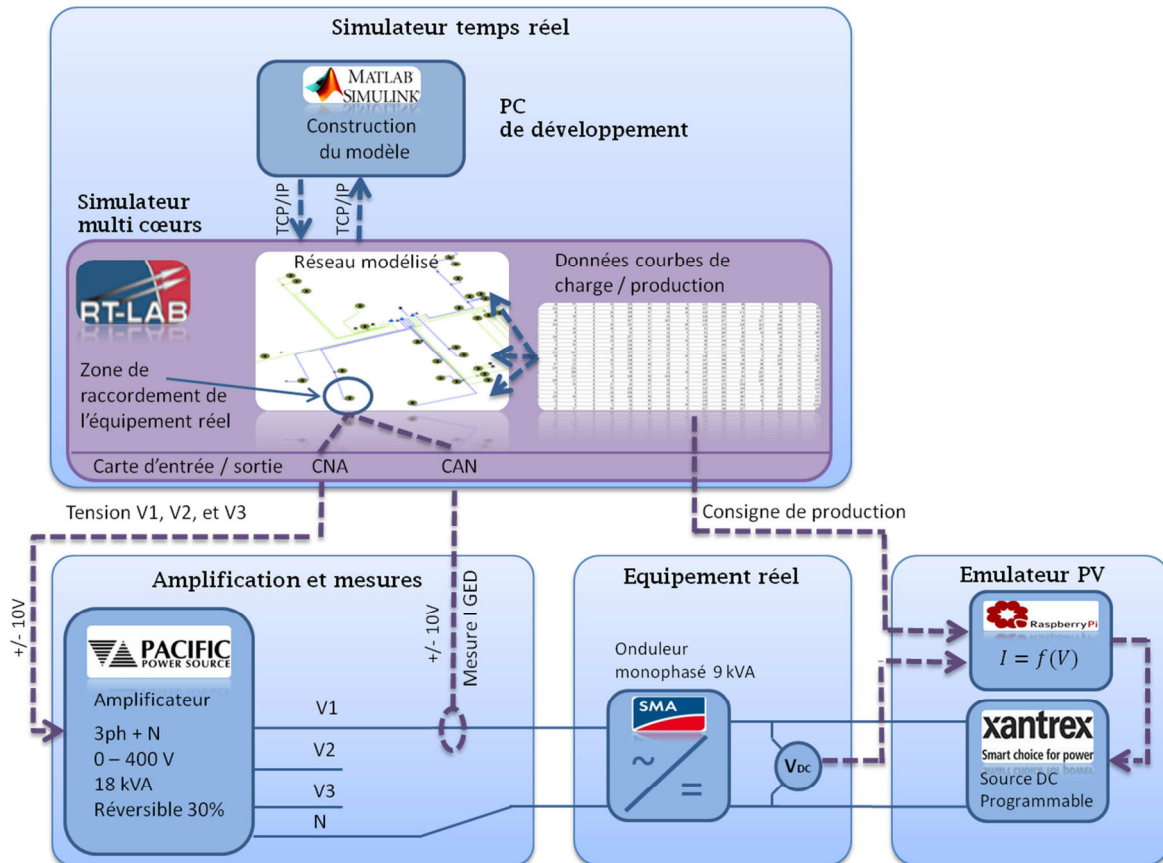 Simulateur temps réel
MATLAB
SIMULINK
Construction
du modèle
PC
de développement
TCP/IP
TCP/IP
Simulateur
multi cœurs
RT-LAB
Réseau modélisé
Données courbes de
charge / production
Zone de
raccordement de
l'équipement réel
Carte d'entrée / sortie
CNA
CAN
Tension V1, V2, et V3
Consigne de production
+/- 10V
+/- 10V
Mesure I GED
Amplification et mesures
PACIFIC
POWER SOURCE
Amplificateur
3ph + N
0 – 400 V
18 kVA
Réversible 30%
V1
V2
V3
N
Equipement réel
Onduleur
monophasé 9 kVA
SMA
~
=
VDC
Emulateur PV
RaspberryPi
I = f(V)
xantrex
Smart choice for power
Source DC
Programmable